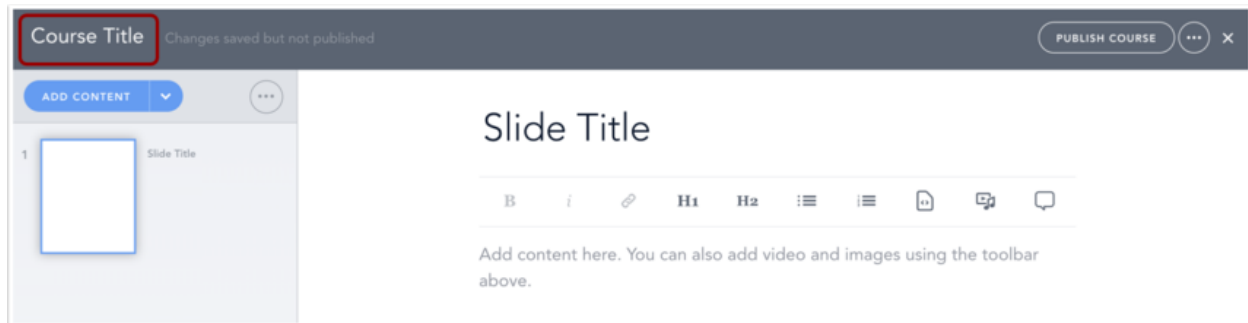 Course Title Changes saved but not published PUBLISH COURSE
ADD CONTENT
1 Slide Title
Slide Title
B i H1 H2
Add content here. You can also add video and images using the toolbar
above.